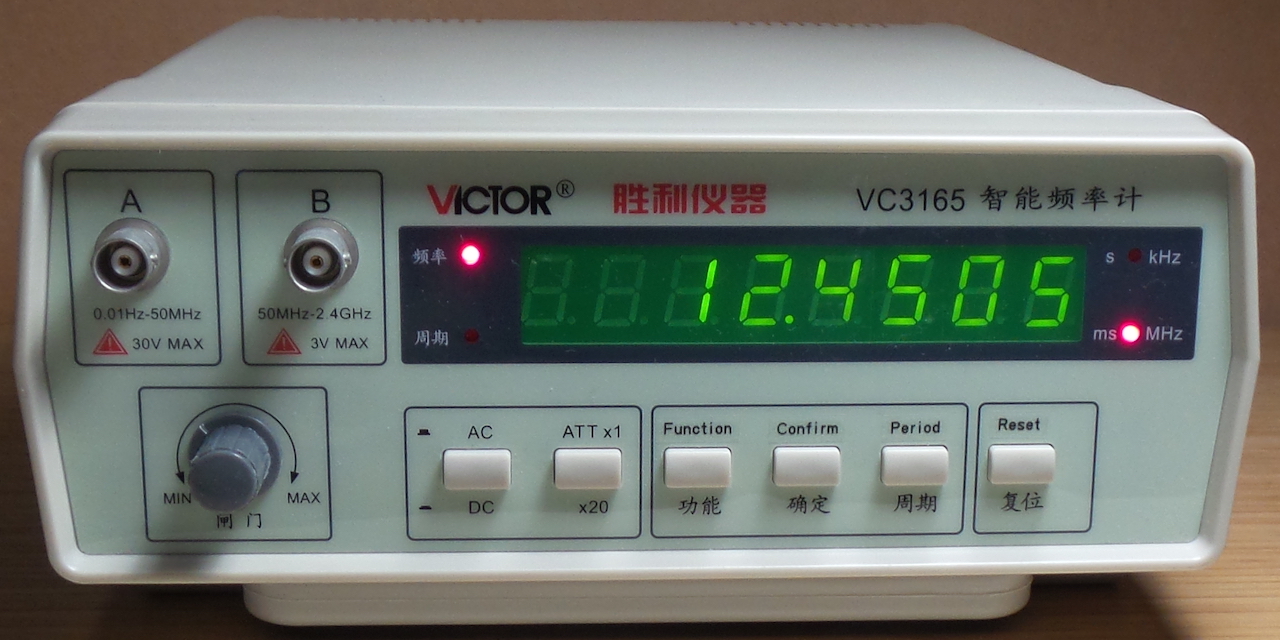 A
0.01Hz-50MHz
30V MAX
B
50MHz-2.4GHz
3V MAX
VICTOR® 胜利仪器 VC3165 智能频率计
频率
周期
12.4505
s kHz
ms MHz
MIN MAX
闸门
AC ATT x1
DC x20
Function Confirm Period
功能 确定 周期
Reset
复位